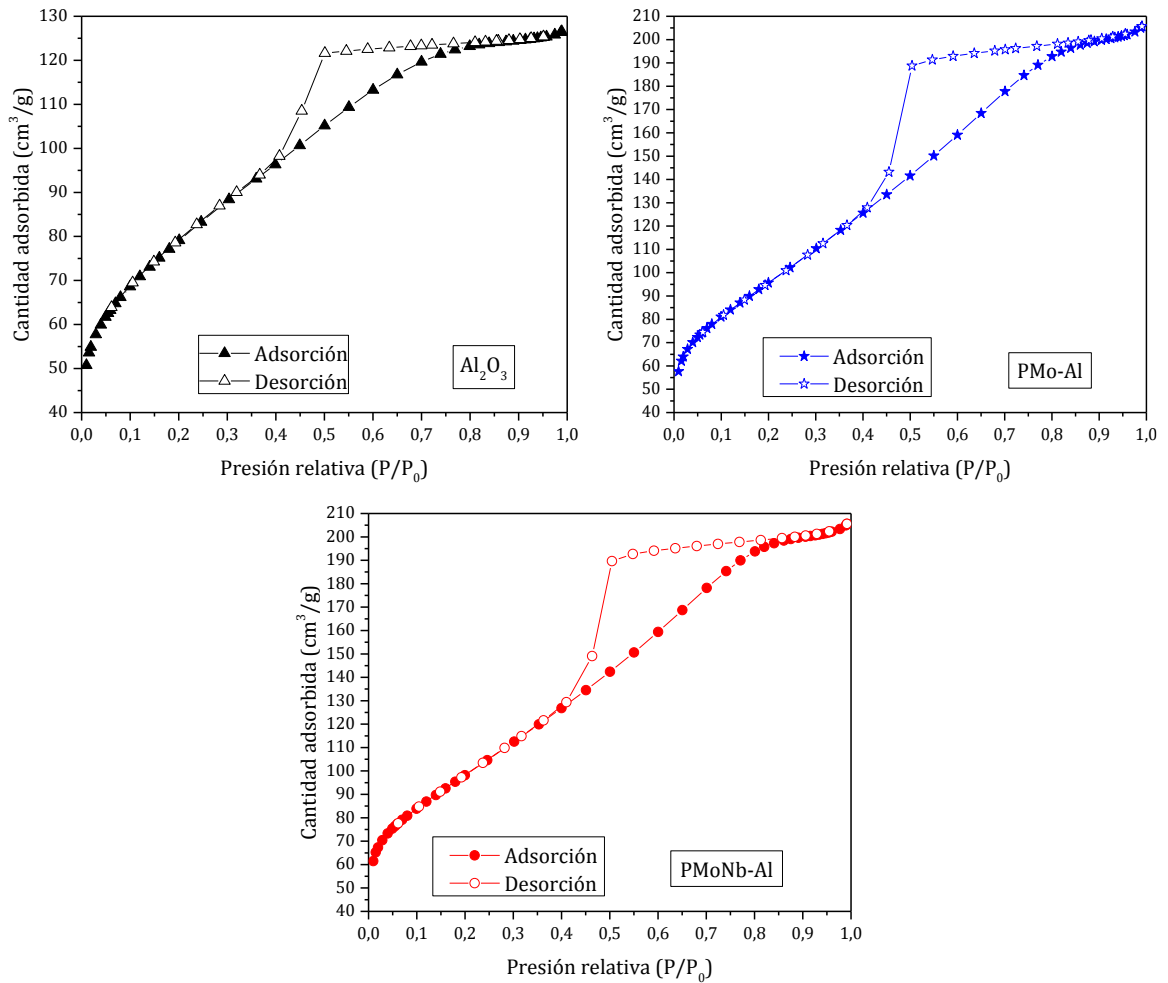 Cantidad adsorbida (cm³/g)
130
120
110
100
90
80
70
60
50
40
Adsorción
Desorción
Al₂O₃
0,0 0,1 0,2 0,3 0,4 0,5 0,6 0,7 0,8 0,9 1,0
Presión relativa (P/P₀)
Cantidad adsorbida (cm³/g)
210
200
190
180
170
160
150
140
130
120
110
100
90
80
70
60
50
40
Adsorción
Desorción
PMo-Al
0,0 0,1 0,2 0,3 0,4 0,5 0,6 0,7 0,8 0,9 1,0
Presión relativa (P/P₀)
Cantidad adsorbida (cm³/g)
210
200
190
180
170
160
150
140
130
120
110
100
90
80
70
60
50
40
Adsorción
Desorción
PMoNb-Al
0,0 0,1 0,2 0,3 0,4 0,5 0,6 0,7 0,8 0,9 1,0
Presión relativa (P/P₀)